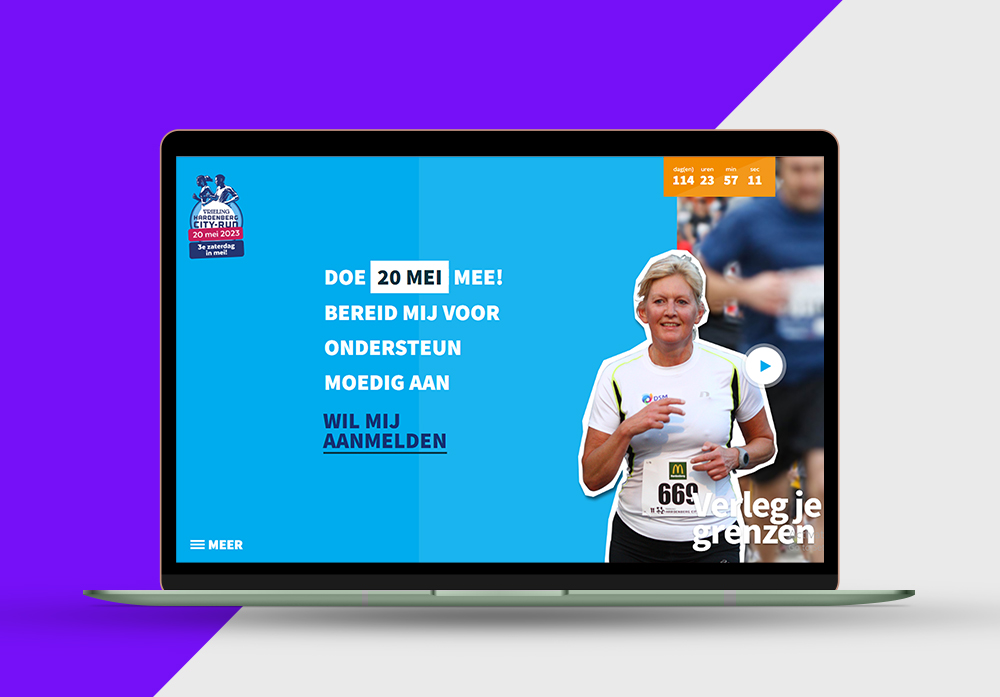 VRIELING
HARDENBERG
CITY-RUN
20 mei 2023
3e zaterdag
in mei!
dag(en) uren min sec
114 23 57 11
DOE 20 MEI MEE!
BEREID MIJ VOOR
ONDERSTEUN
MOEDIG AAN
WIL MIJ
AANMELDEN
DSM
669
Verleg je
grenzen
MEER